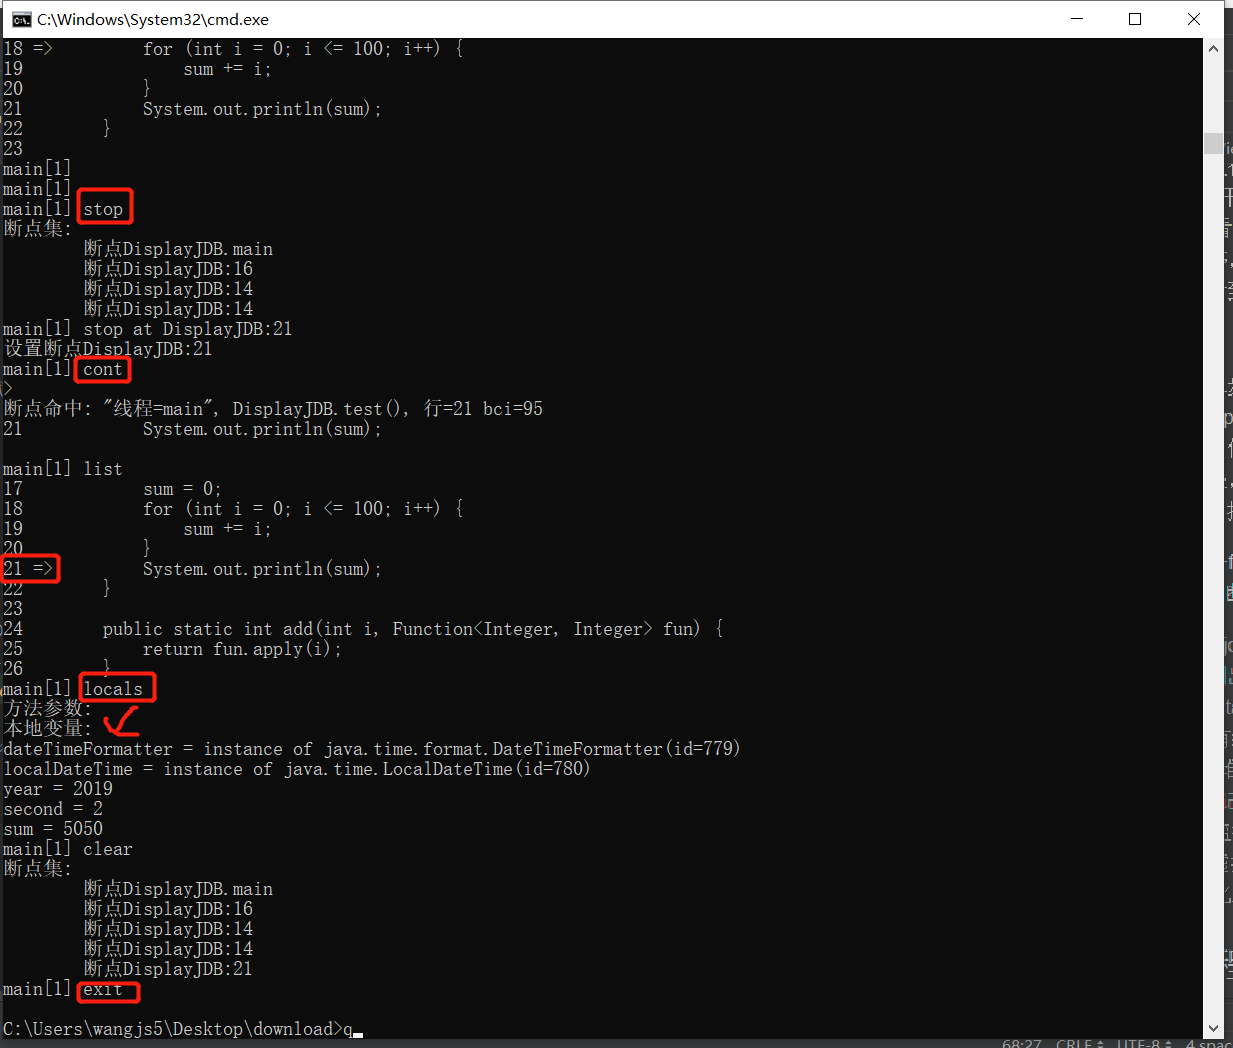 C:\Windows\System32\cmd.exe
18 =>         for (int i = 0; i <= 100; i++) {
19                sum += i;
20            }
21            System.out.println(sum);
22        }
23
main[1]
main[1]
main[1] stop
断点集:
        断点DisplayJDB.main
        断点DisplayJDB:16
        断点DisplayJDB:14
        断点DisplayJDB:14
main[1] stop at DisplayJDB:21
设置断点DisplayJDB:21
main[1] cont
>
断点命中: "线程=main", DisplayJDB.test(), 行=21 bci=95
21            System.out.println(sum);
main[1] list
17            sum = 0;
18            for (int i = 0; i <= 100; i++) {
19                sum += i;
20            }
21 =>         System.out.println(sum);
22        }
23
24        public static int add(int i, Function<Integer, Integer> fun) {
25            return fun.apply(i);
26        }
main[1] locals
方法参数:
本地变量:
dateTimeFormatter = instance of java.time.format.DateTimeFormatter(id=779)
localDateTime = instance of java.time.LocalDateTime(id=780)
year = 2019
second = 2
sum = 5050
main[1] clear
断点集:
        断点DisplayJDB.main
        断点DisplayJDB:16
        断点DisplayJDB:14
        断点DisplayJDB:14
        断点DisplayJDB:21
main[1] exit
C:\Users\wangjs5\Desktop\download>q
68:27 CRLF UTF-8 4 spac